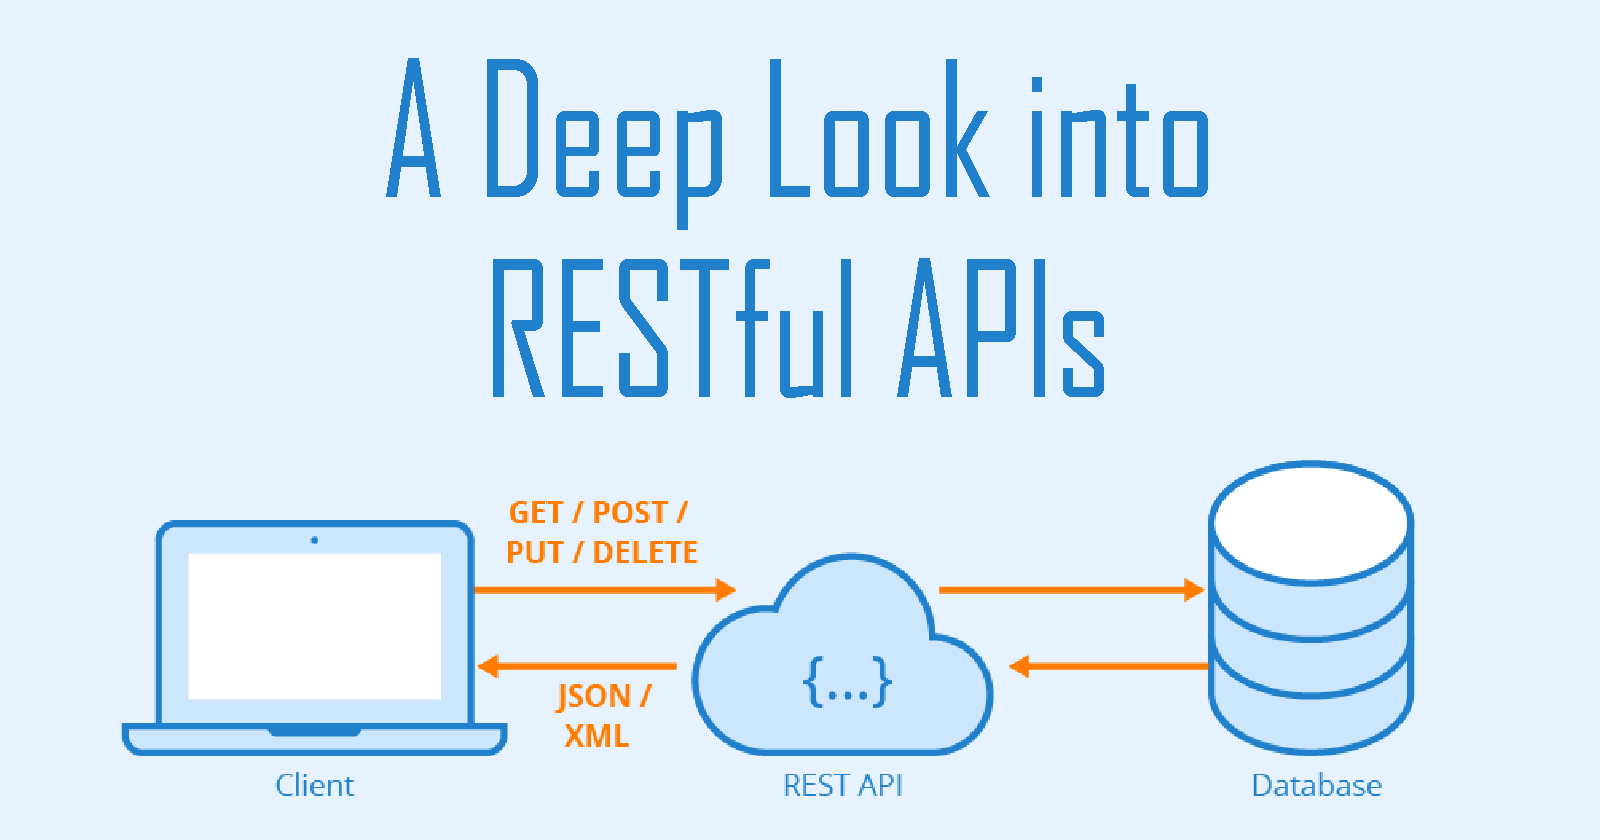 A Deep Look into
RESTful APIs
GET / POST /
PUT / DELETE
{...}
JSON /
XML
Client
REST API
Database